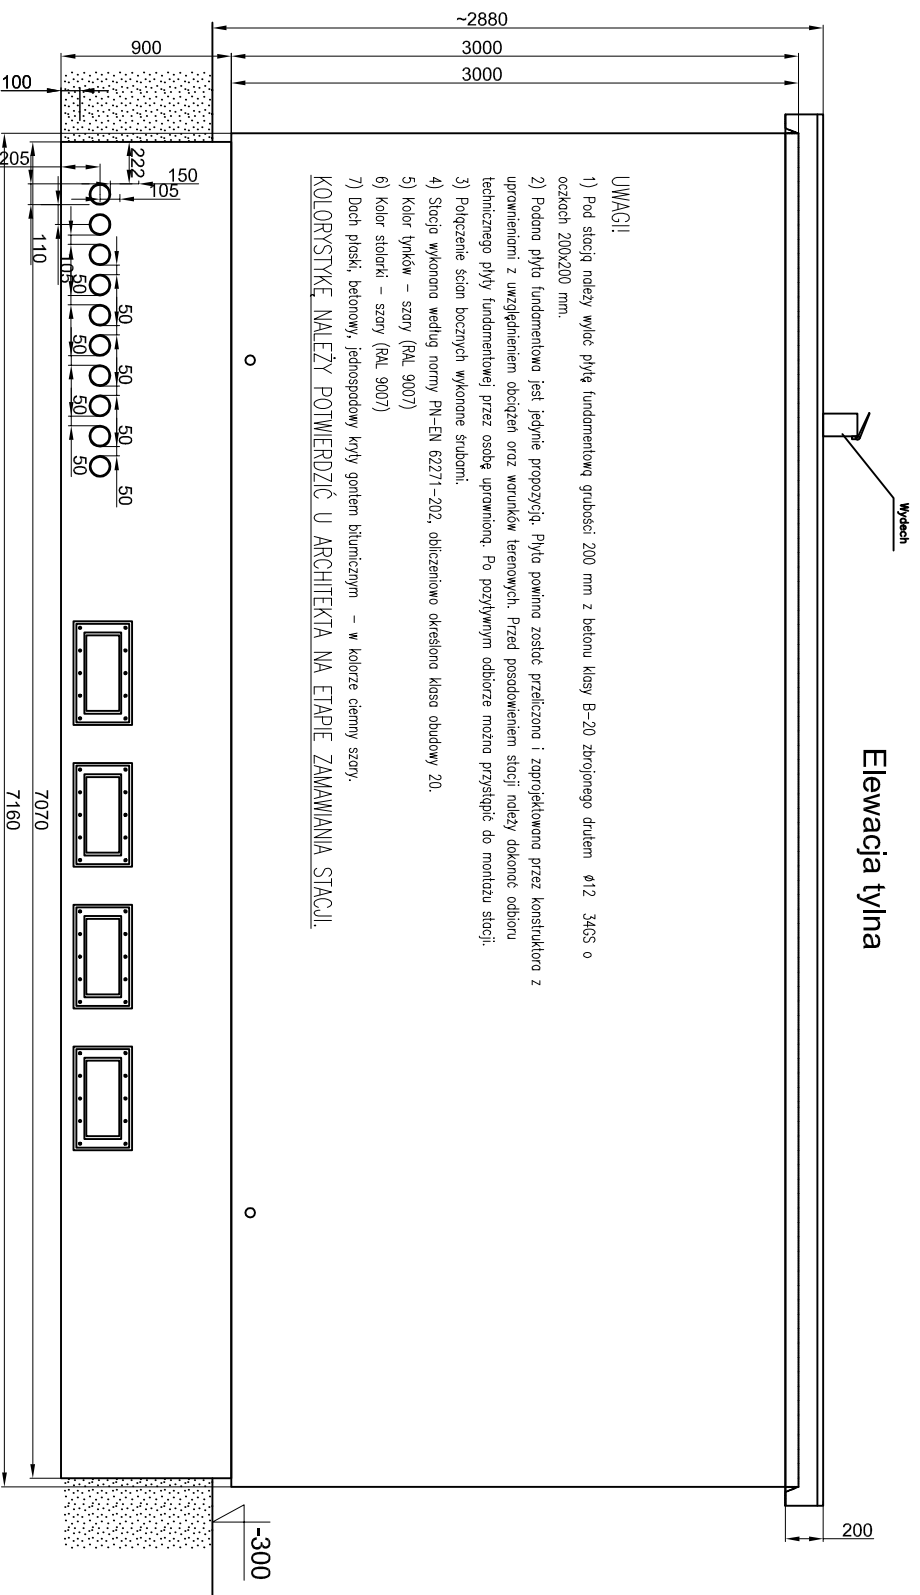 Elewacja tylna
Wydech
UWAGI!
1) Pod stacją należy wylać płytę fundamentową grubości 200 mm z betonu klasy B-20 zbrojonego drutem ø12 34GS o
oczkach 200x200 mm.
2) Podana płyta fundamentowa jest jedynie propozycją. Płyta powinna zostać przeliczona i zaprojektowana przez konstruktora z
uprawnieniami z uwzględnieniem obciążeń oraz warunków terenowych. Przed posadowieniem stacji należy dokonać odbioru
technicznego płyty fundamentowej przez osobę uprawnioną. Po pozytywnym odbiorze można przystąpić do montażu stacji.
3) Połączenie ścian bocznych wykonane śrubami.
4) Stacja wykonana według normy PN-EN 62271-202, obliczeniowo określona klasa obudowy 20.
5) Kolor tynków - szary (RAL 9007)
6) Kolor stolarki - szary (RAL 9007)
7) Dach płaski, betonowy, jednospadowy kryty gontem bitumicznym - w kolorze ciemny szary.
KOLORYSTYKĘ NALEŻY POTWIERDZIĆ U ARCHITEKTA NA ETAPIE ZAMAWIANIA STACJI.
~2880
3000
3000
900
100
205
222
150
105
110
105
50
50
50
50
50
50
50
50
200
-300
7070
7160